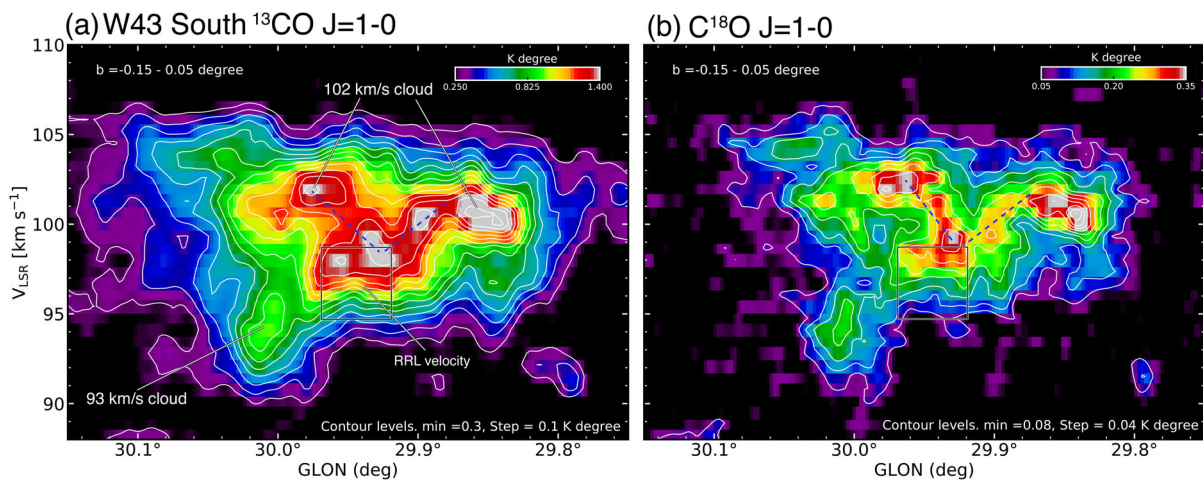 (a) W43 South ¹³CO J=1-0
(b) C¹⁸O J=1-0
110
105
100
95
90
V_LSR [km s⁻¹]
b =-0.15 - 0.05 degree
K degree
0.250 0.825 1.400
102 km/s cloud
93 km/s cloud
RRL velocity
Contour levels. min =0.3, Step = 0.1 K degree
30.1° 30.0° 29.9° 29.8°
GLON (deg)
b =-0.15 - 0.05 degree
K degree
0.05 0.20 0.35
Contour levels. min =0.08, Step = 0.04 K degree
30.1° 30.0° 29.9° 29.8°
GLON (deg)